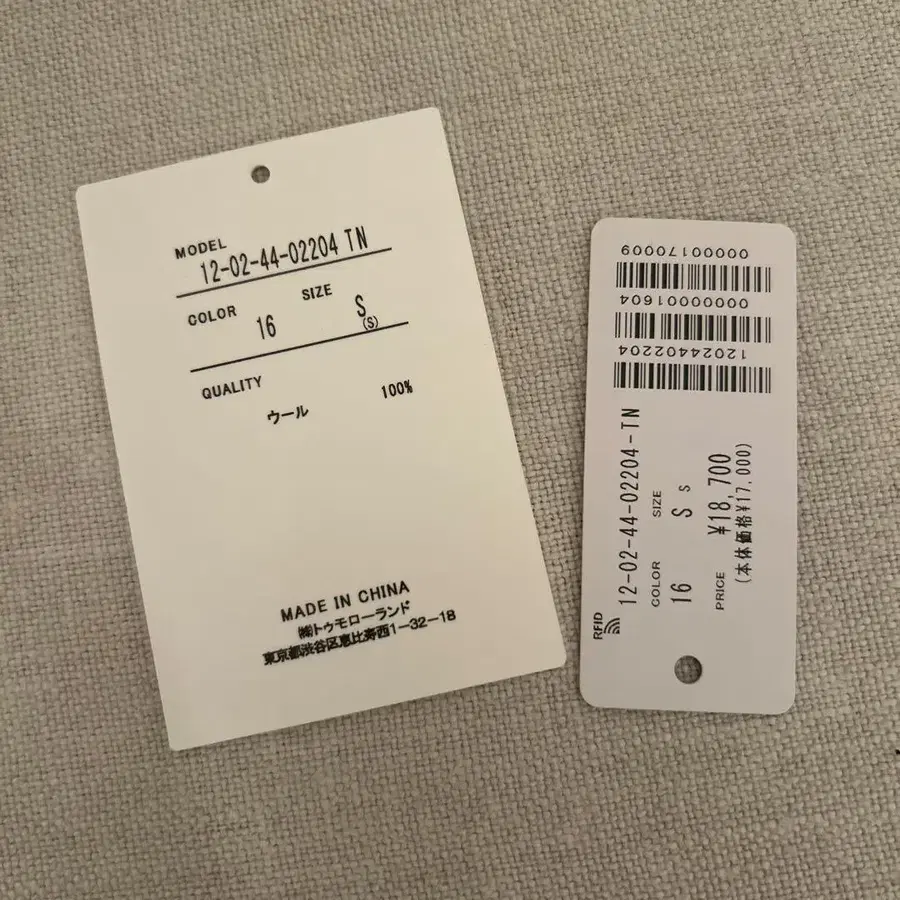 MODEL
12-02-44-02204 TN
COLOR SIZE
16 S
(S)
QUALITY
ウール 100%
MADE IN CHINA
㈱トゥモローランド
東京都渋谷区恵比寿西1-32-18
00000170009
0000001604
12024402204
RFID
12-02-44-02204-TN
COLOR SIZE
16 S S
PRICE ¥18,700
(本体価格¥17,000)